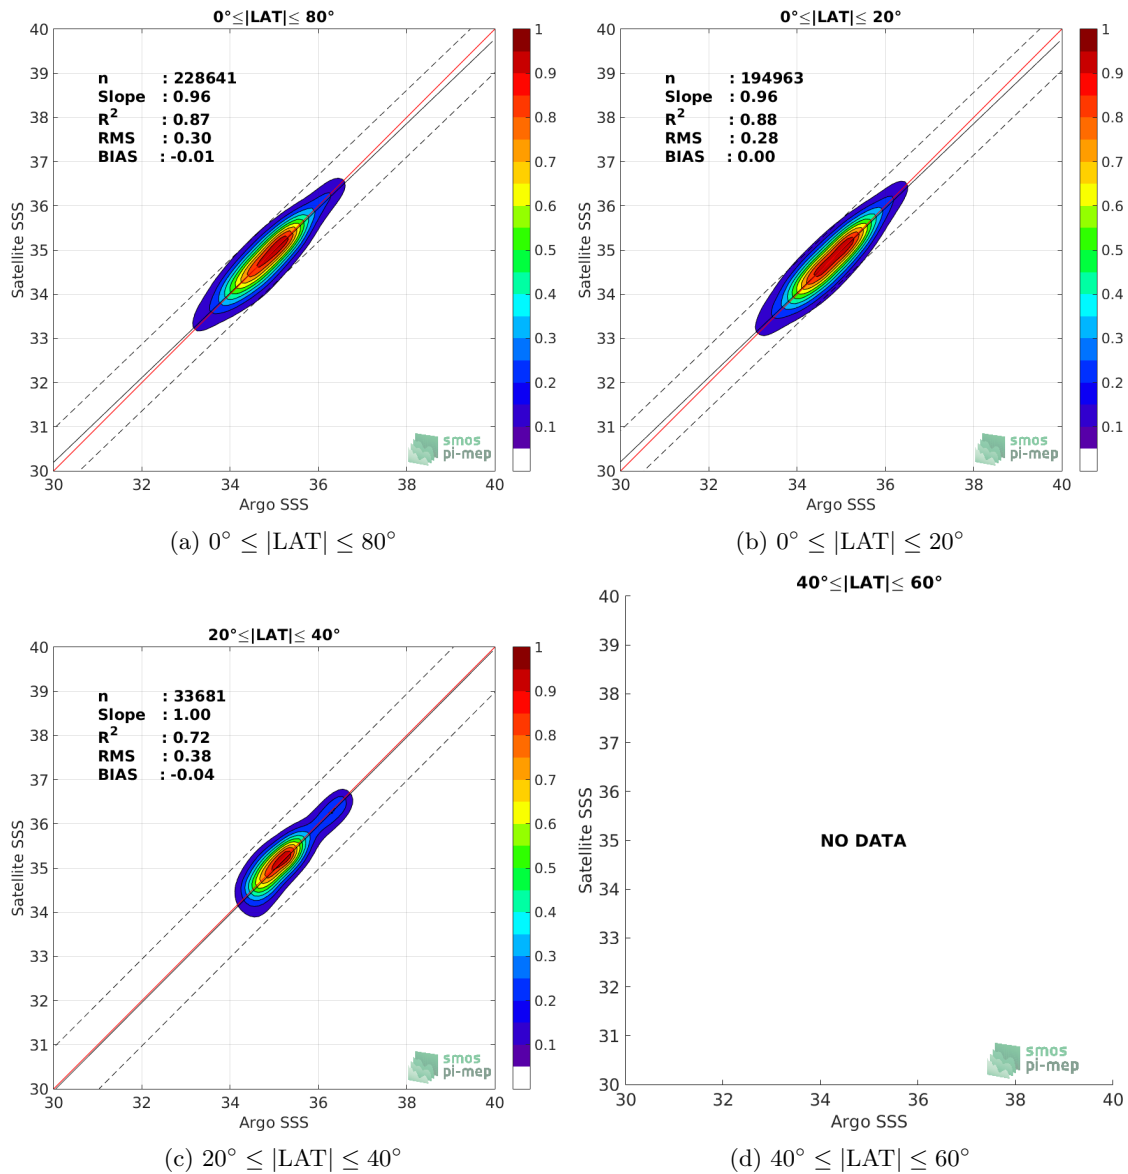 0°≤|LAT|≤ 80°
40
39
38
37
36
35
34
33
32
31
30
Satellite SSS
n : 228641
Slope : 0.96
R² : 0.87
RMS : 0.30
BIAS : -0.01
smos
pi-mep
30 32 34 36 38 40
Argo SSS
1
0.9
0.8
0.7
0.6
0.5
0.4
0.3
0.2
0.1
(a) 0° ≤ |LAT| ≤ 80°
0°≤|LAT|≤ 20°
40
39
38
37
36
35
34
33
32
31
30
Satellite SSS
n : 194963
Slope : 0.96
R² : 0.88
RMS : 0.28
BIAS : 0.00
smos
pi-mep
30 32 34 36 38 40
Argo SSS
1
0.9
0.8
0.7
0.6
0.5
0.4
0.3
0.2
0.1
(b) 0° ≤ |LAT| ≤ 20°
20°≤|LAT|≤ 40°
40
39
38
37
36
35
34
33
32
31
30
Satellite SSS
n : 33681
Slope : 1.00
R² : 0.72
RMS : 0.38
BIAS : -0.04
smos
pi-mep
30 32 34 36 38 40
Argo SSS
1
0.9
0.8
0.7
0.6
0.5
0.4
0.3
0.2
0.1
(c) 20° ≤ |LAT| ≤ 40°
40°≤|LAT|≤ 60°
40
39
38
37
36
35
34
33
32
31
30
Satellite SSS
NO DATA
smos
pi-mep
30 32 34 36 38 40
Argo SSS
(d) 40° ≤ |LAT| ≤ 60°